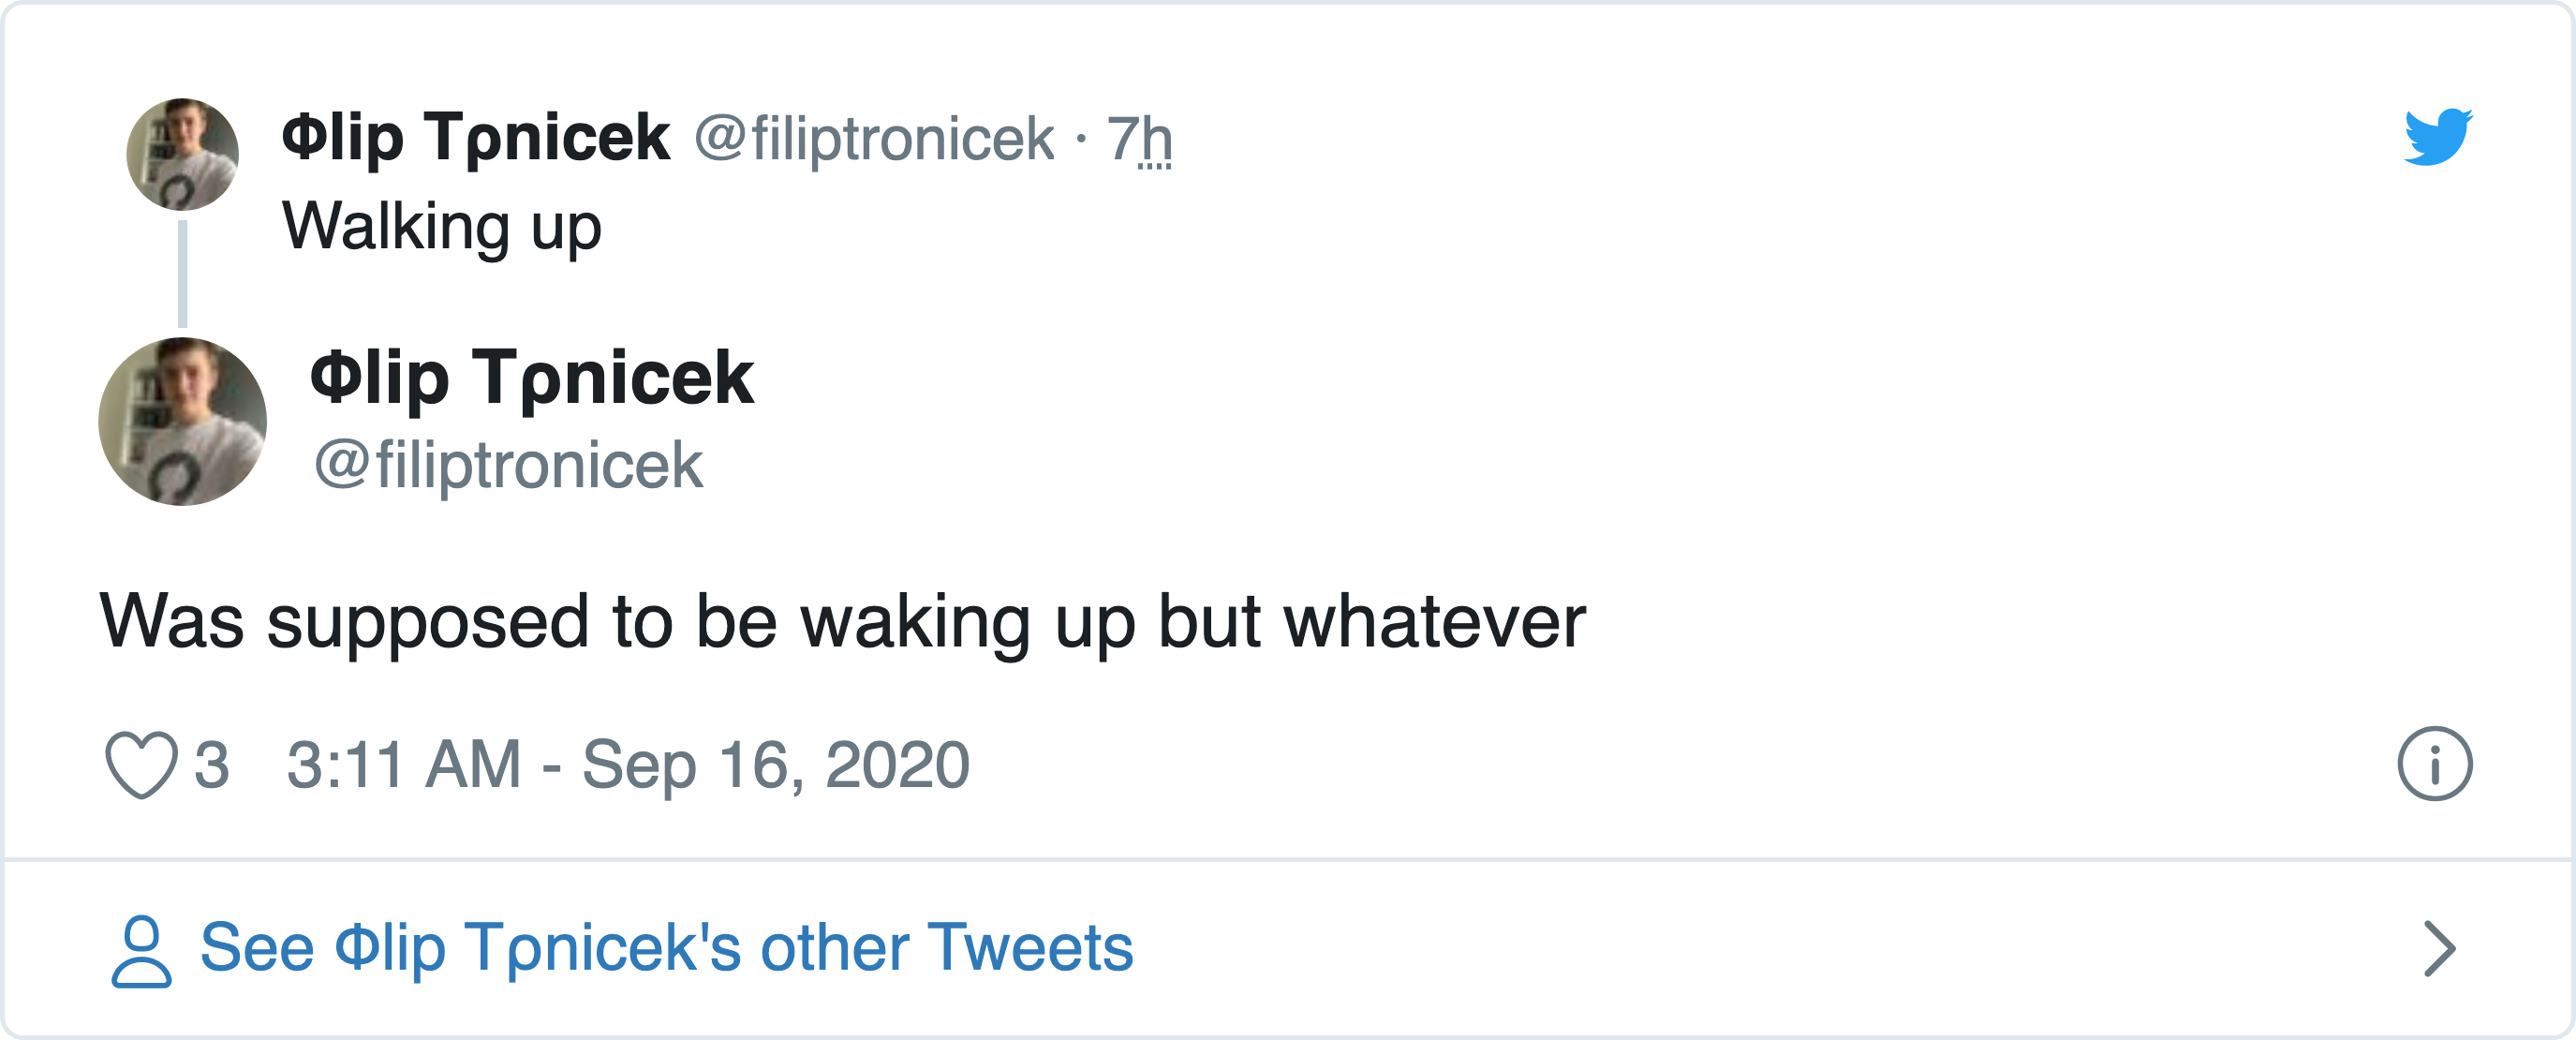 Φlip Tρnicek @filiptronicek · 7h
Walking up
Φlip Tρnicek
@filiptronicek
Was supposed to be waking up but whatever
3 3:11 AM - Sep 16, 2020
See Φlip Tρnicek's other Tweets